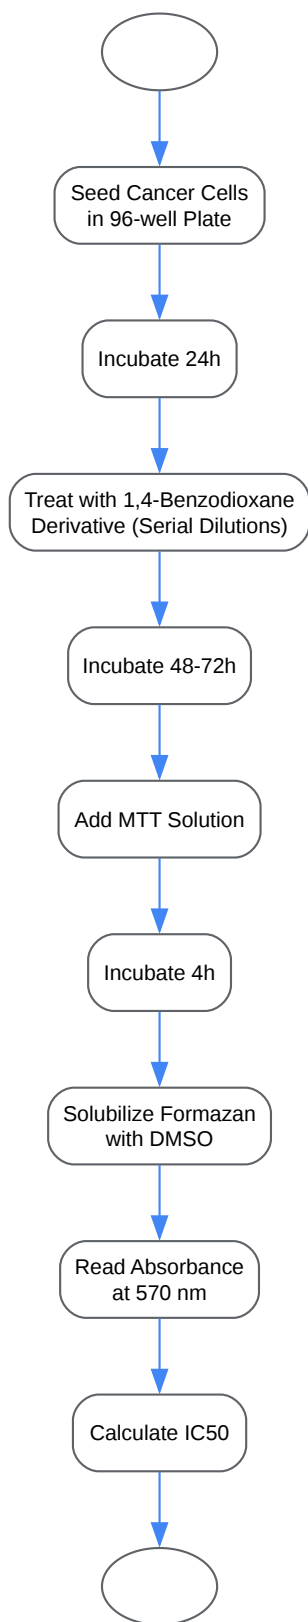 Seed Cancer Cells
in 96-well Plate
Incubate 24h
Treat with 1,4-Benzodioxane
Derivative (Serial Dilutions)
Incubate 48-72h
Add MTT Solution
Incubate 4h
Solubilize Formazan
with DMSO
Read Absorbance
at 570 nm
Calculate IC50